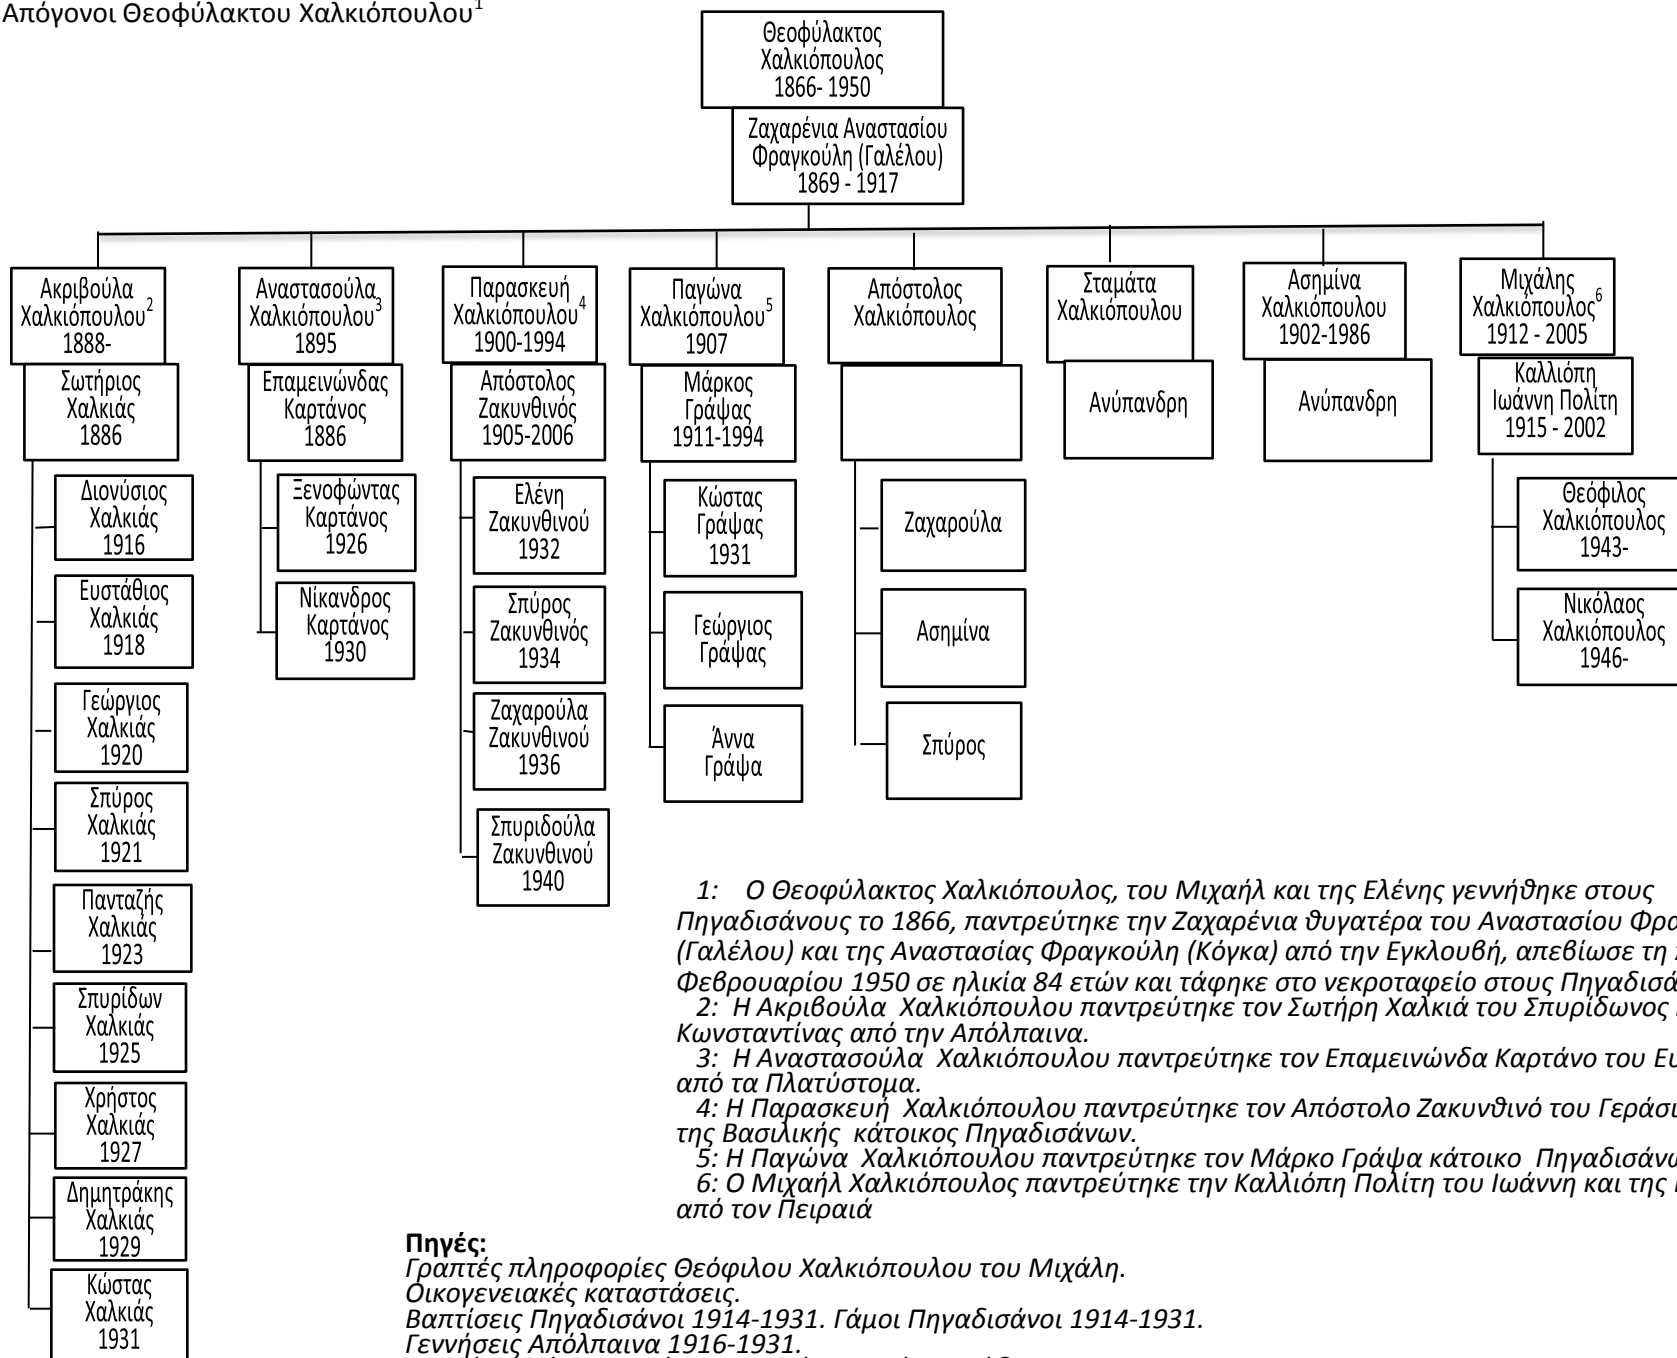 Απόγονοι Θεοφύλακτου Χαλκιόπουλου1
Θεοφύλακτος
Χαλκιόπουλος
1866- 1950
Ζαχαρένια Αναστασίου
Φραγκούλη (Γαλέλου)
1869 - 1917
Ακριβούλα
Χαλκιόπουλου2
1888-
Σωτήριος
Χαλκιάς
1886
Διονύσιος
Χαλκιάς
1916
Ευστάθιος
Χαλκιάς
1918
Γεώργιος
Χαλκιάς
1920
Σπύρος
Χαλκιάς
1921
Πανταζής
Χαλκιάς
1923
Σπυρίδων
Χαλκιάς
1925
Χρήστος
Χαλκιάς
1927
Δημητράκης
Χαλκιάς
1929
Κώστας
Χαλκιάς
1931
Αναστασούλα
Χαλκιόπουλου3
1895
Επαμεινώνδας
Καρτάνος
1886
Ξενοφώντας
Καρτάνος
1926
Νίκανδρος
Καρτάνος
1930
Παρασκευή
Χαλκιόπουλου4
1900-1994
Απόστολος
Ζακυνθινός
1905-2006
Ελένη
Ζακυνθινού
1932
Σπύρος
Ζακυνθινός
1934
Ζαχαρούλα
Ζακυνθινού
1936
Σπυριδούλα
Ζακυνθινού
1940
Παγώνα
Χαλκιόπουλου5
1907
Μάρκος
Γράψας
1911-1994
Κώστας
Γράψας
1931
Γεώργιος
Γράψας
Άννα
Γράψα
Απόστολος
Χαλκιόπουλος
Ζαχαρούλα
Ασημίνα
Σπύρος
Σταμάτα
Χαλκιόπουλου
Ανύπανδρη
Ασημίνα
Χαλκιόπουλου
1902-1986
Ανύπανδρη
Μιχάλης
Χαλκιόπουλος6
1912 - 2005
Καλλιόπη
Ιωάννη Πολίτη
1915 - 2002
Θεόφιλος
Χαλκιόπουλος
1943-
Νικόλαος
Χαλκιόπουλος
1946-
1: Ο Θεοφύλακτος Χαλκιόπουλος, του Μιχαήλ και της Ελένης γεννήθηκε στους
Πηγαδισάνους το 1866, παντρεύτηκε την Ζαχαρένια θυγατέρα του Αναστασίου
(Γαλέλου) και της Αναστασίας Φραγκούλη (Κόγκα) από την Εγκλουβή, απεβίωσε τη
Φεβρουαρίου 1950 σε ηλικία 84 ετών και τάφηκε στο νεκροταφείο στους
2: Η Ακριβούλα Χαλκιόπουλου παντρεύτηκε τον Σωτήρη Χαλκιά του Σπυρίδωνος
Κωνσταντίνας από την Απόλπαινα.
3: Η Αναστασούλα Χαλκιόπουλου παντρεύτηκε τον Επαμεινώνδα Καρτάνο του
από τα Πλατύστομα.
4: Η Παρασκευή Χαλκιόπουλου παντρεύτηκε τον Απόστολο Ζακυνθινό του
της Βασιλικής κάτοικος Πηγαδισάνων.
5: Η Παγώνα Χαλκιόπουλου παντρεύτηκε τον Μάρκο Γράψα κάτοικο
6: Ο Μιχαήλ Χαλκιόπουλος παντρεύτηκε την Καλλιόπη Πολίτη του Ιωάννη και της
από τον Πειραιά
Πηγές:
Γραπτές πληροφορίες Θεόφιλου Χαλκιόπουλου του Μιχάλη.
Οικογενειακές καταστάσεις.
Βαπτίσεις Πηγαδισάνοι 1914-1931. Γάμοι Πηγαδισάνοι 1914-1931.
Γεννήσεις Απόλπαινα 1916-1931.